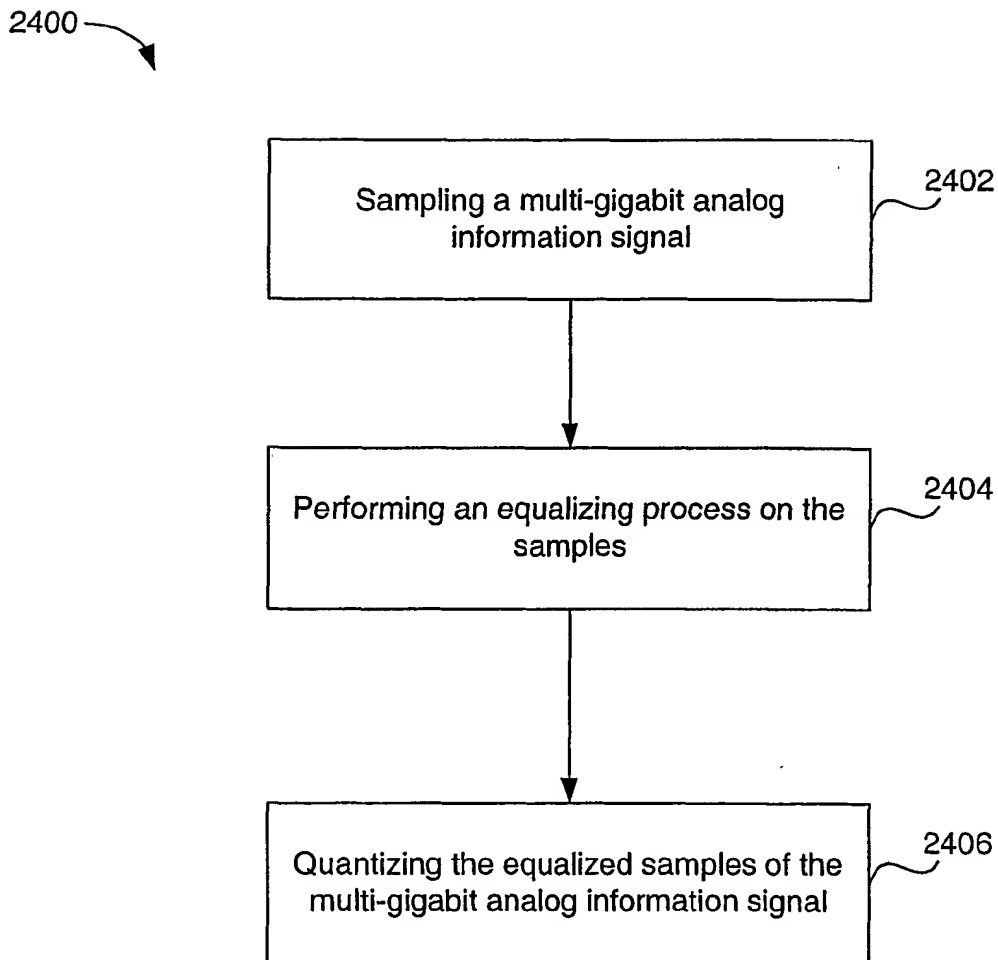 2400
Sampling a multi-gigabit analog
information signal
2402
Performing an equalizing process on the
samples
2404
Quantizing the equalized samples of the
multi-gigabit analog information signal
2406